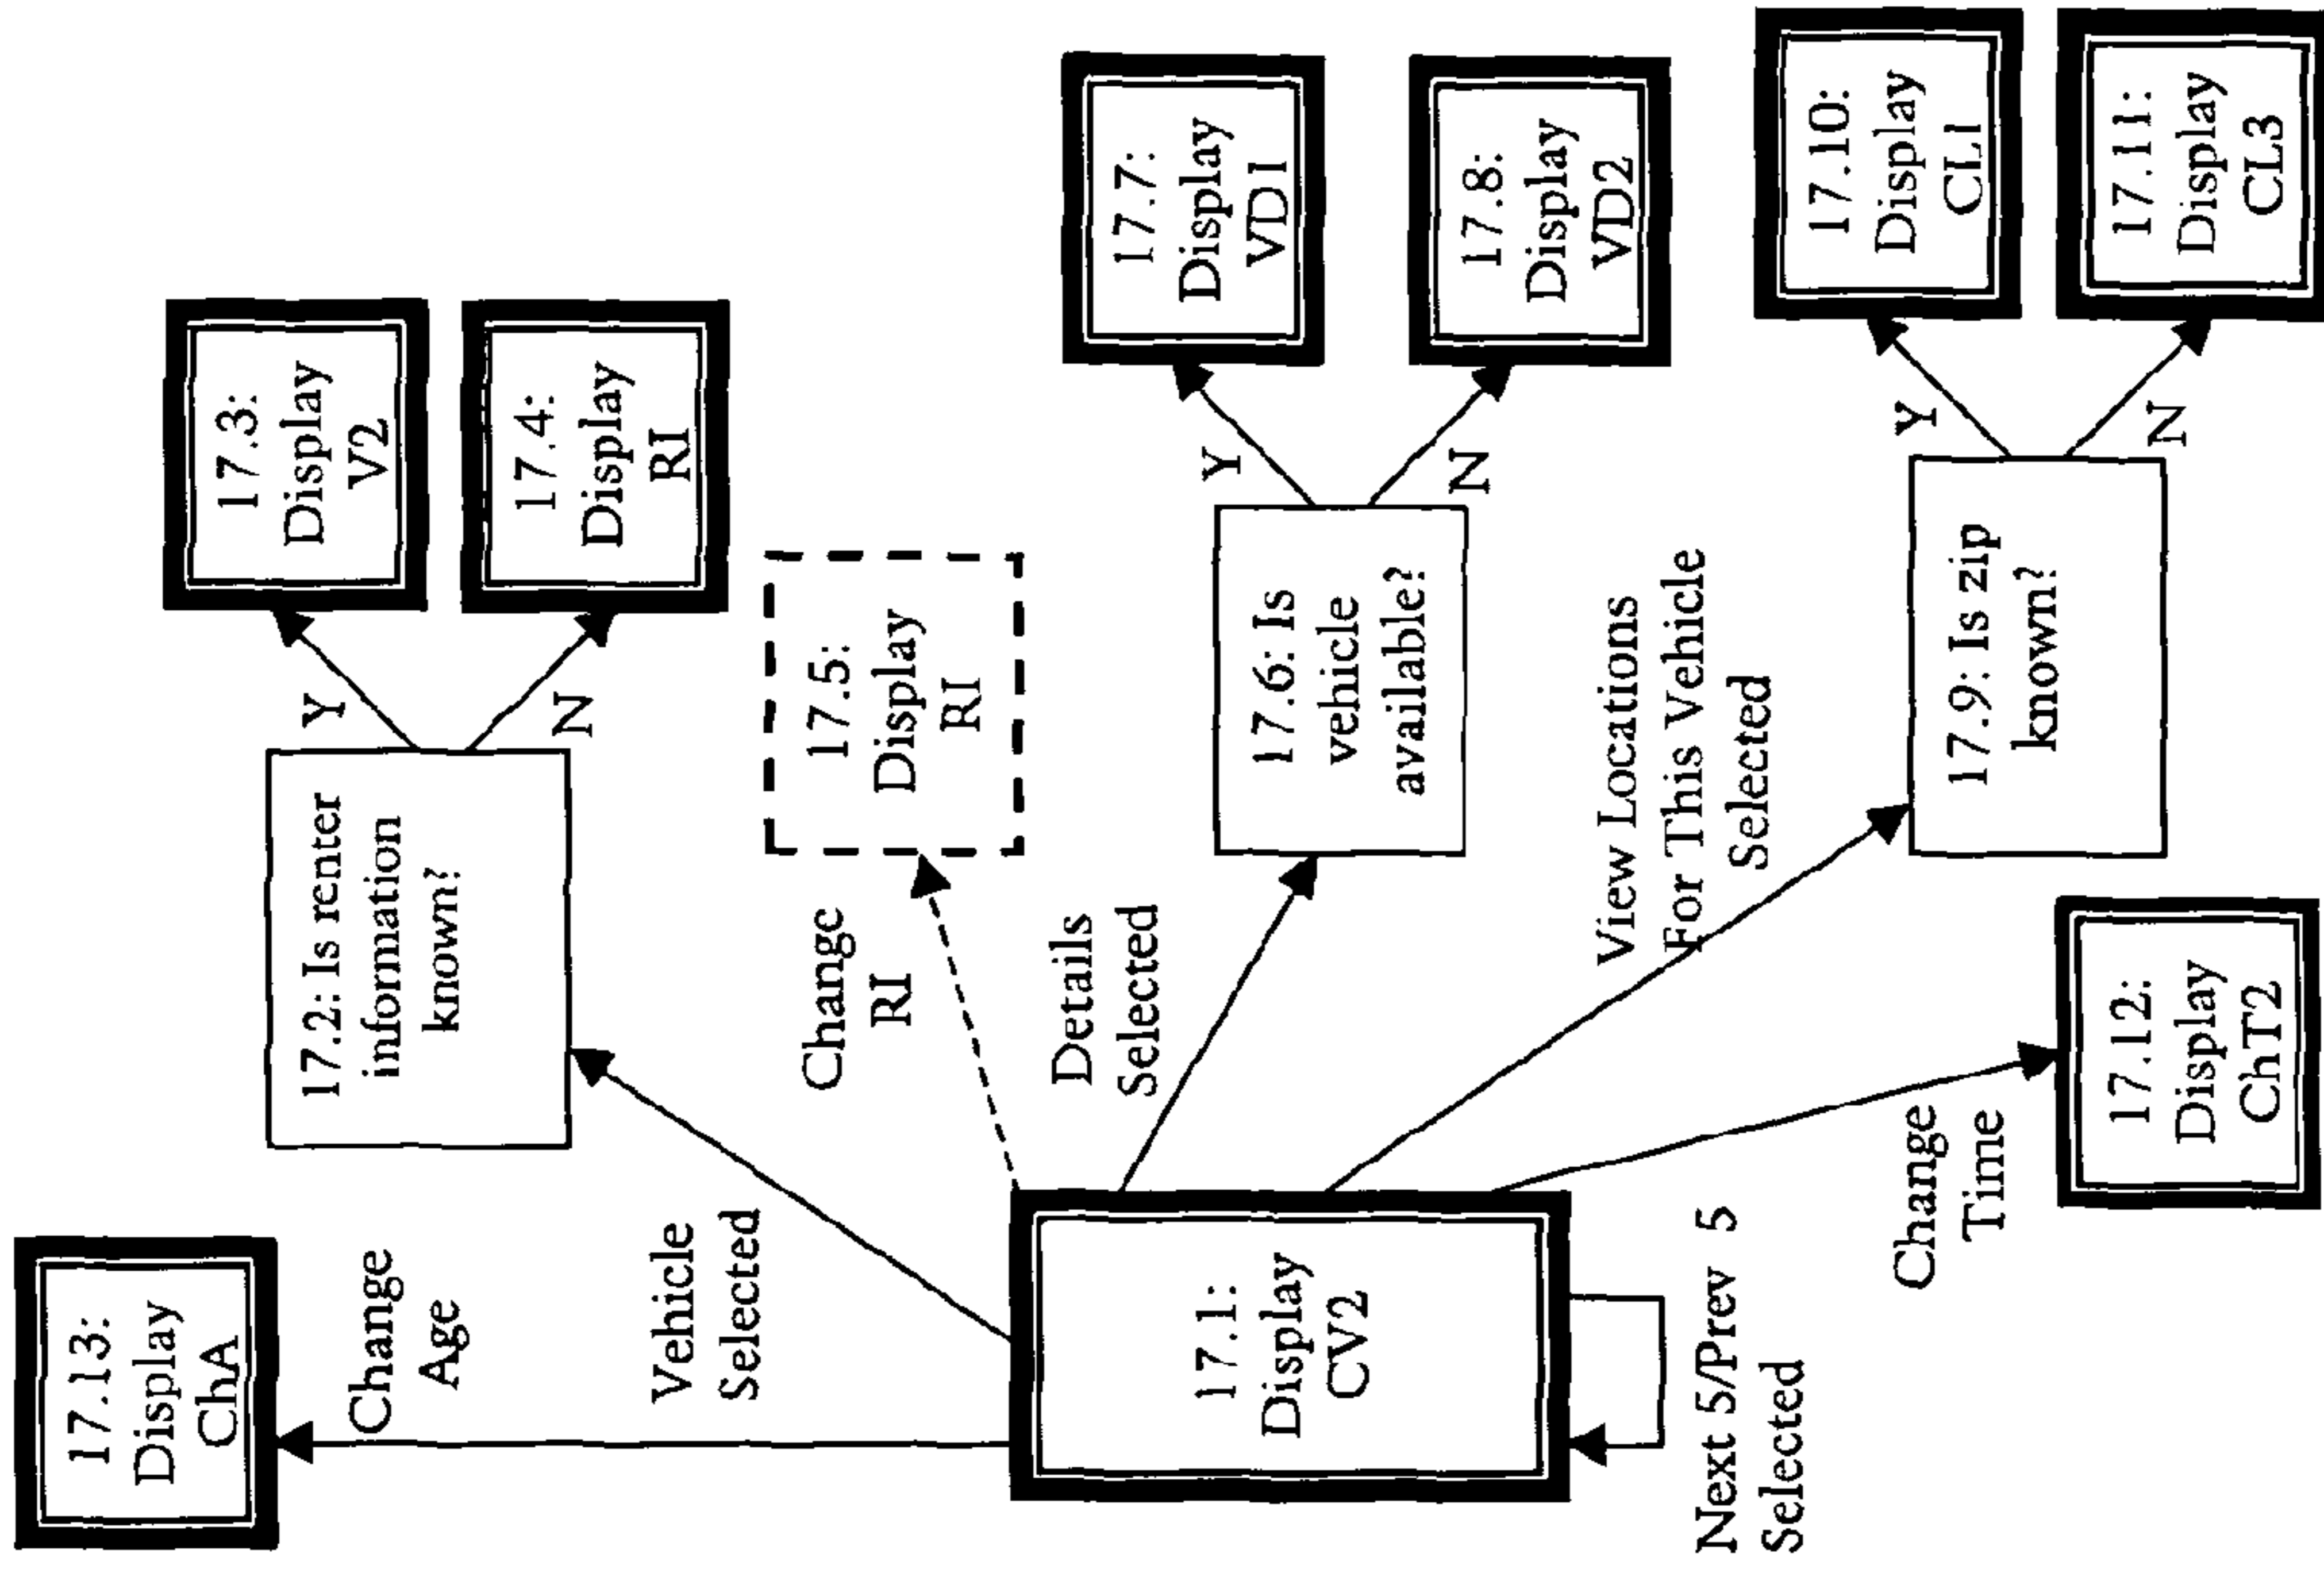 17.13:
Display
ChA
Change
Age
Vehicle
Selected
17.2: Is renter
information
known?
Y
N
17.3:
Display
V2
17.4:
Display
RI
Change
RI
17.5:
Display
RI
17.1:
Display
CV2
Next 5/Prev 5
Selected
Details
Selected
17.6: Is
vehicle
available?
Y
N
17.7:
Display
VD1
17.8:
Display
VD2
View Locations
For This Vehicle
Selected
17.9: Is zip
known?
Y
N
17.10:
Display
CL1
17.11:
Display
CL3
Change
Time
17.12:
Display
ChT2